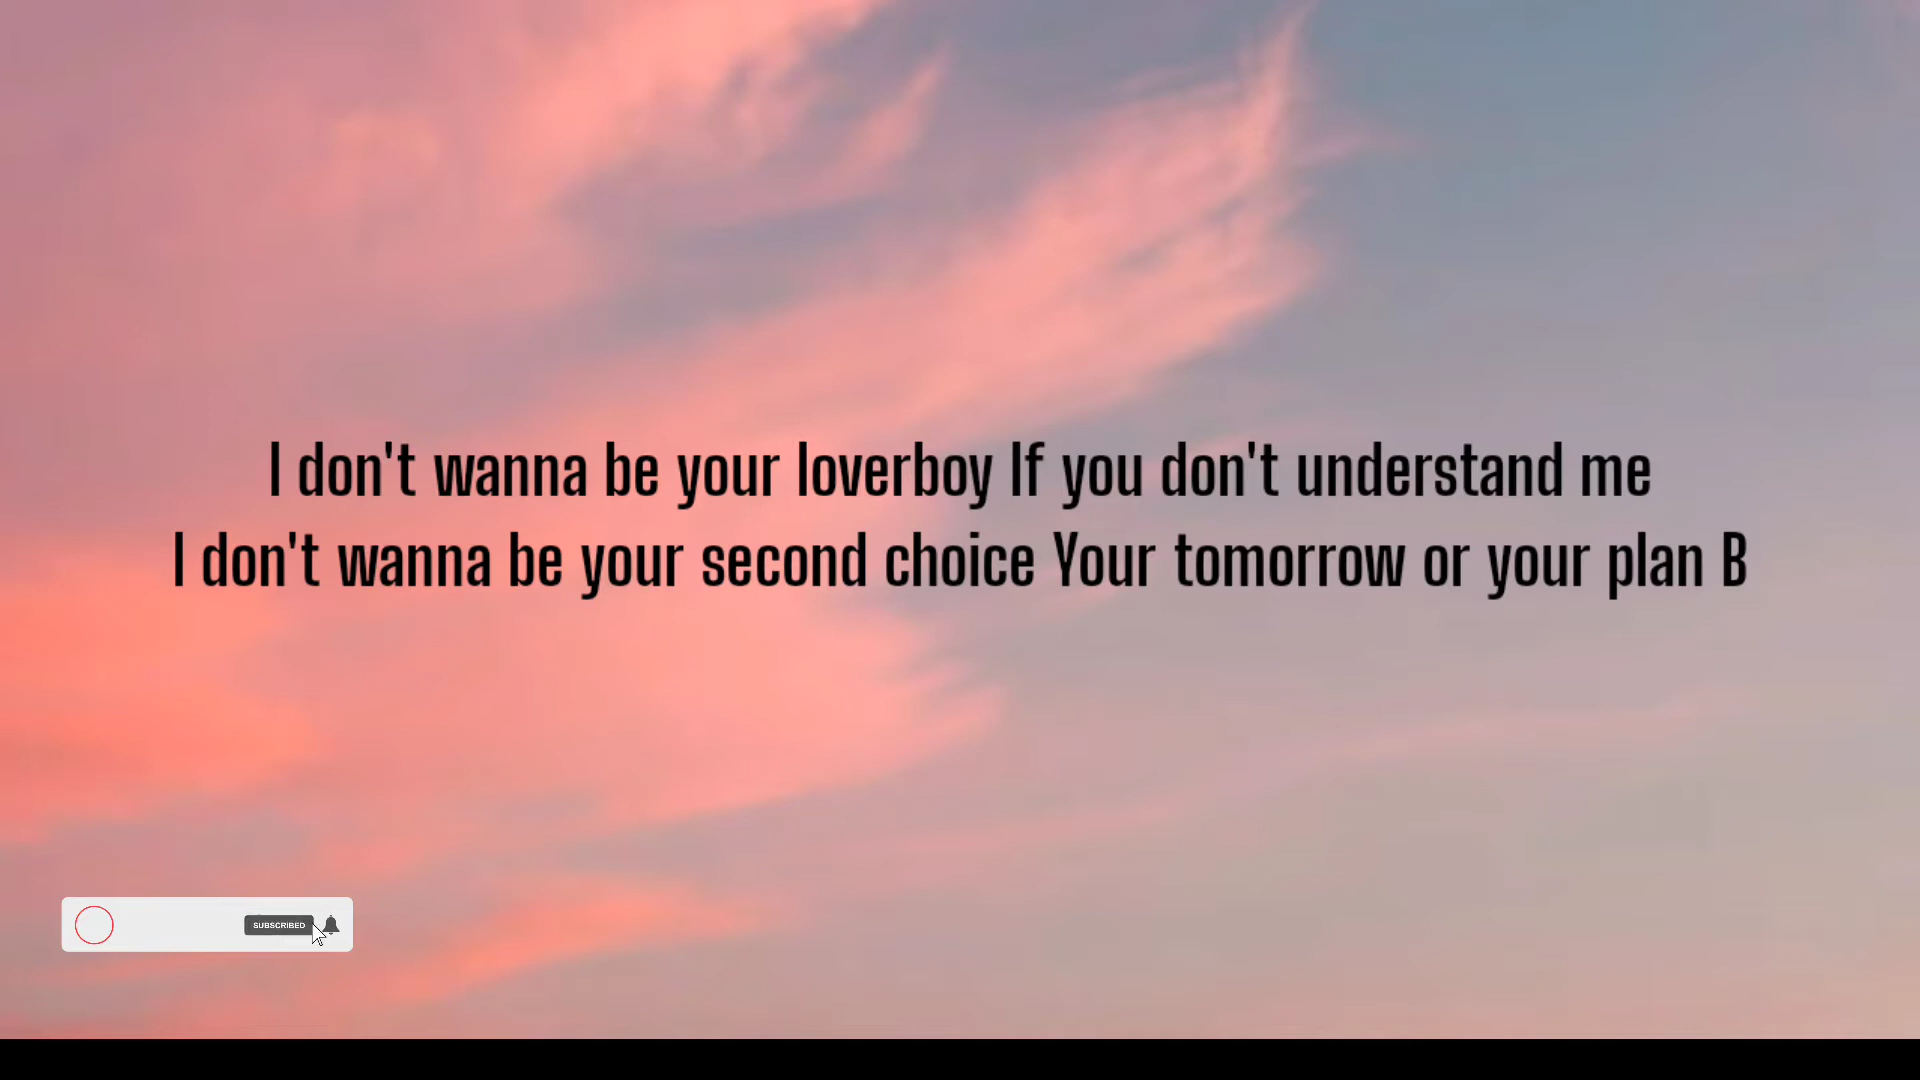 I don't wanna be your loverboy If you don't understand me
I don't wanna be your second choice Your tomorrow or your plan B
SUBSCRIBED